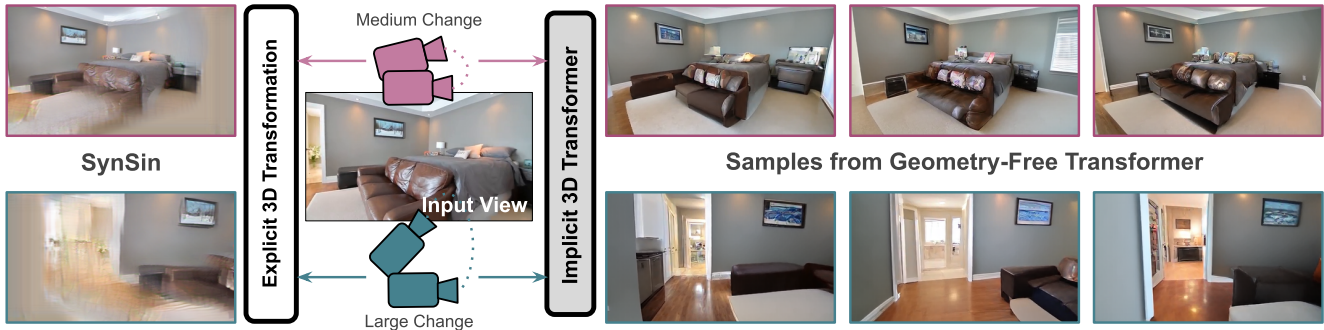 Medium Change
Explicit 3D Transformation
Implicit 3D Transformer
SynSin
Input View
Samples from Geometry-Free Transformer
Large Change